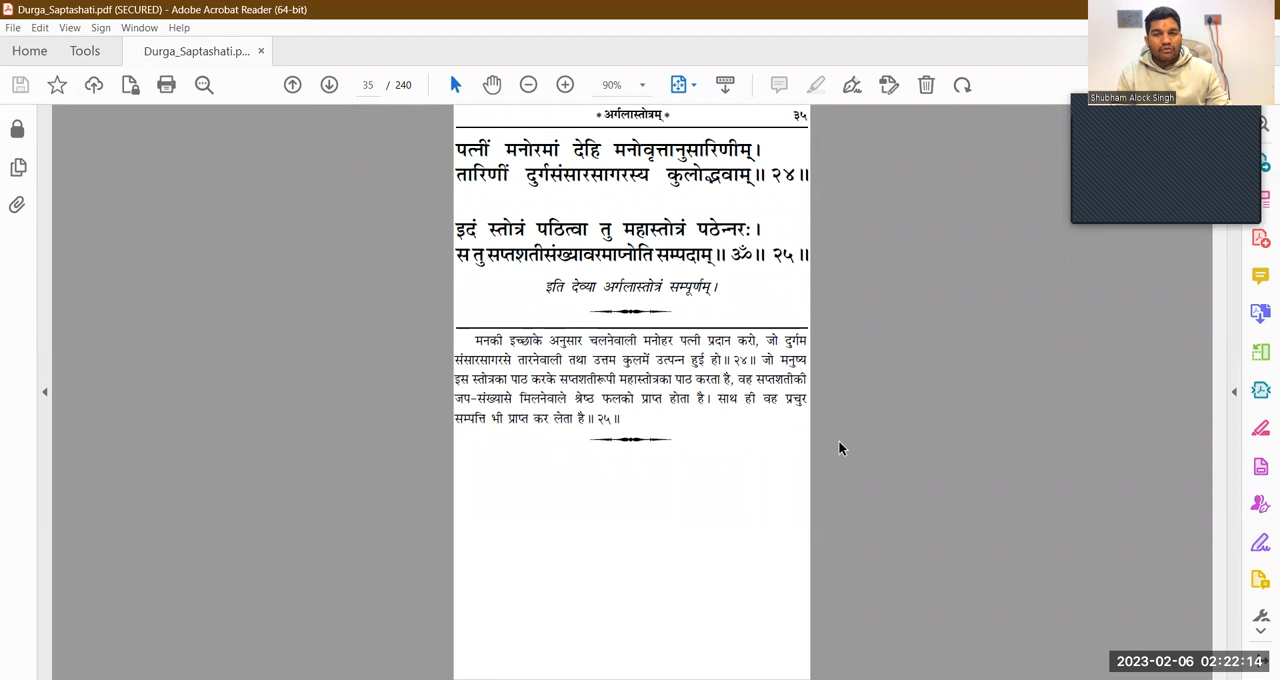 Durga_Saptashati.pdf (SECURED) - Adobe Acrobat Reader (64-bit)
File Edit View Sign Window Help
Home Tools Durga_Saptashati.p... ×
35 / 240 90%
Shubham Alock Singh
* अर्गलास्तोत्रम् * ३५
पत्नीं मनोरमां देहि मनोवृत्तानुसारिणीम्।
तारिणीं दुर्गसंसारसागरस्य कुलोद्भवाम्॥ २४॥
इदं स्तोत्रं पठित्वा तु महास्तोत्रं पठेन्नरः।
स तु सप्तशतीसंख्यावरमाप्नोति सम्पदाम्॥ ॐ॥ २५॥
इति देव्या अर्गलास्तोत्रं सम्पूर्णम्।
मनकी इच्छाके अनुसार चलनेवाली मनोहर पत्नी प्रदान करो, जो दुर्गम
संसारसागरसे तारनेवाली तथा उत्तम कुलमें उत्पन्न हुई हो॥ २४॥ जो मनुष्य
इस स्तोत्रका पाठ करके सप्तशतीरूपी महास्तोत्रका पाठ करता है, वह सप्तशतीकी
जप-संख्यासे मिलनेवाले श्रेष्ठ फलको प्राप्त होता है। साथ ही वह प्रचुर
सम्पत्ति भी प्राप्त कर लेता है॥ २५॥
2023-02-06 02:22:14